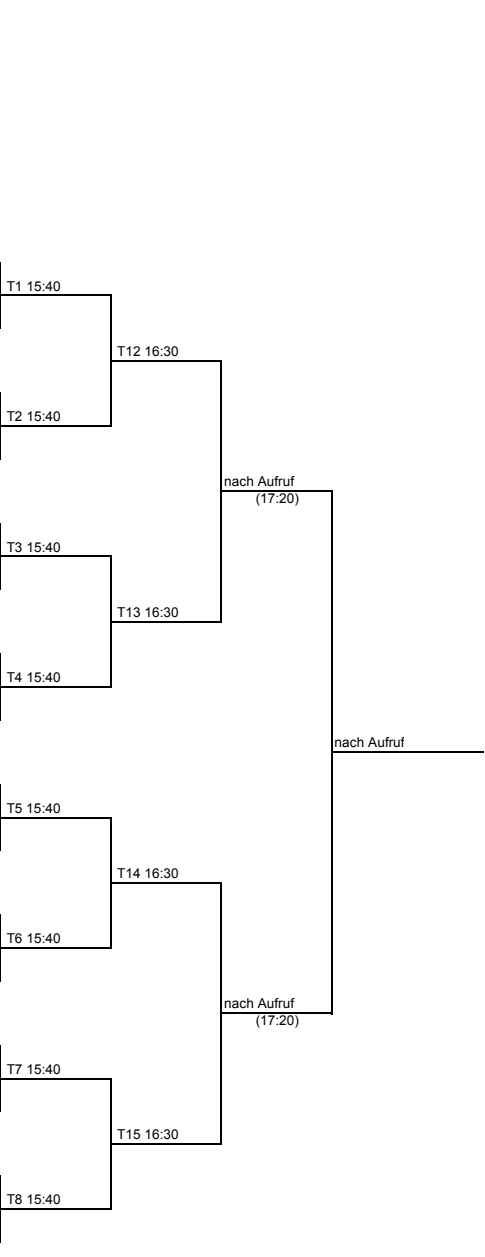 T1 15:40
T12 16:30
T2 15:40
nach Aufruf
(17:20)
T3 15:40
T13 16:30
T4 15:40
nach Aufruf
T5 15:40
T14 16:30
T6 15:40
nach Aufruf
(17:20)
T7 15:40
T15 16:30
T8 15:40